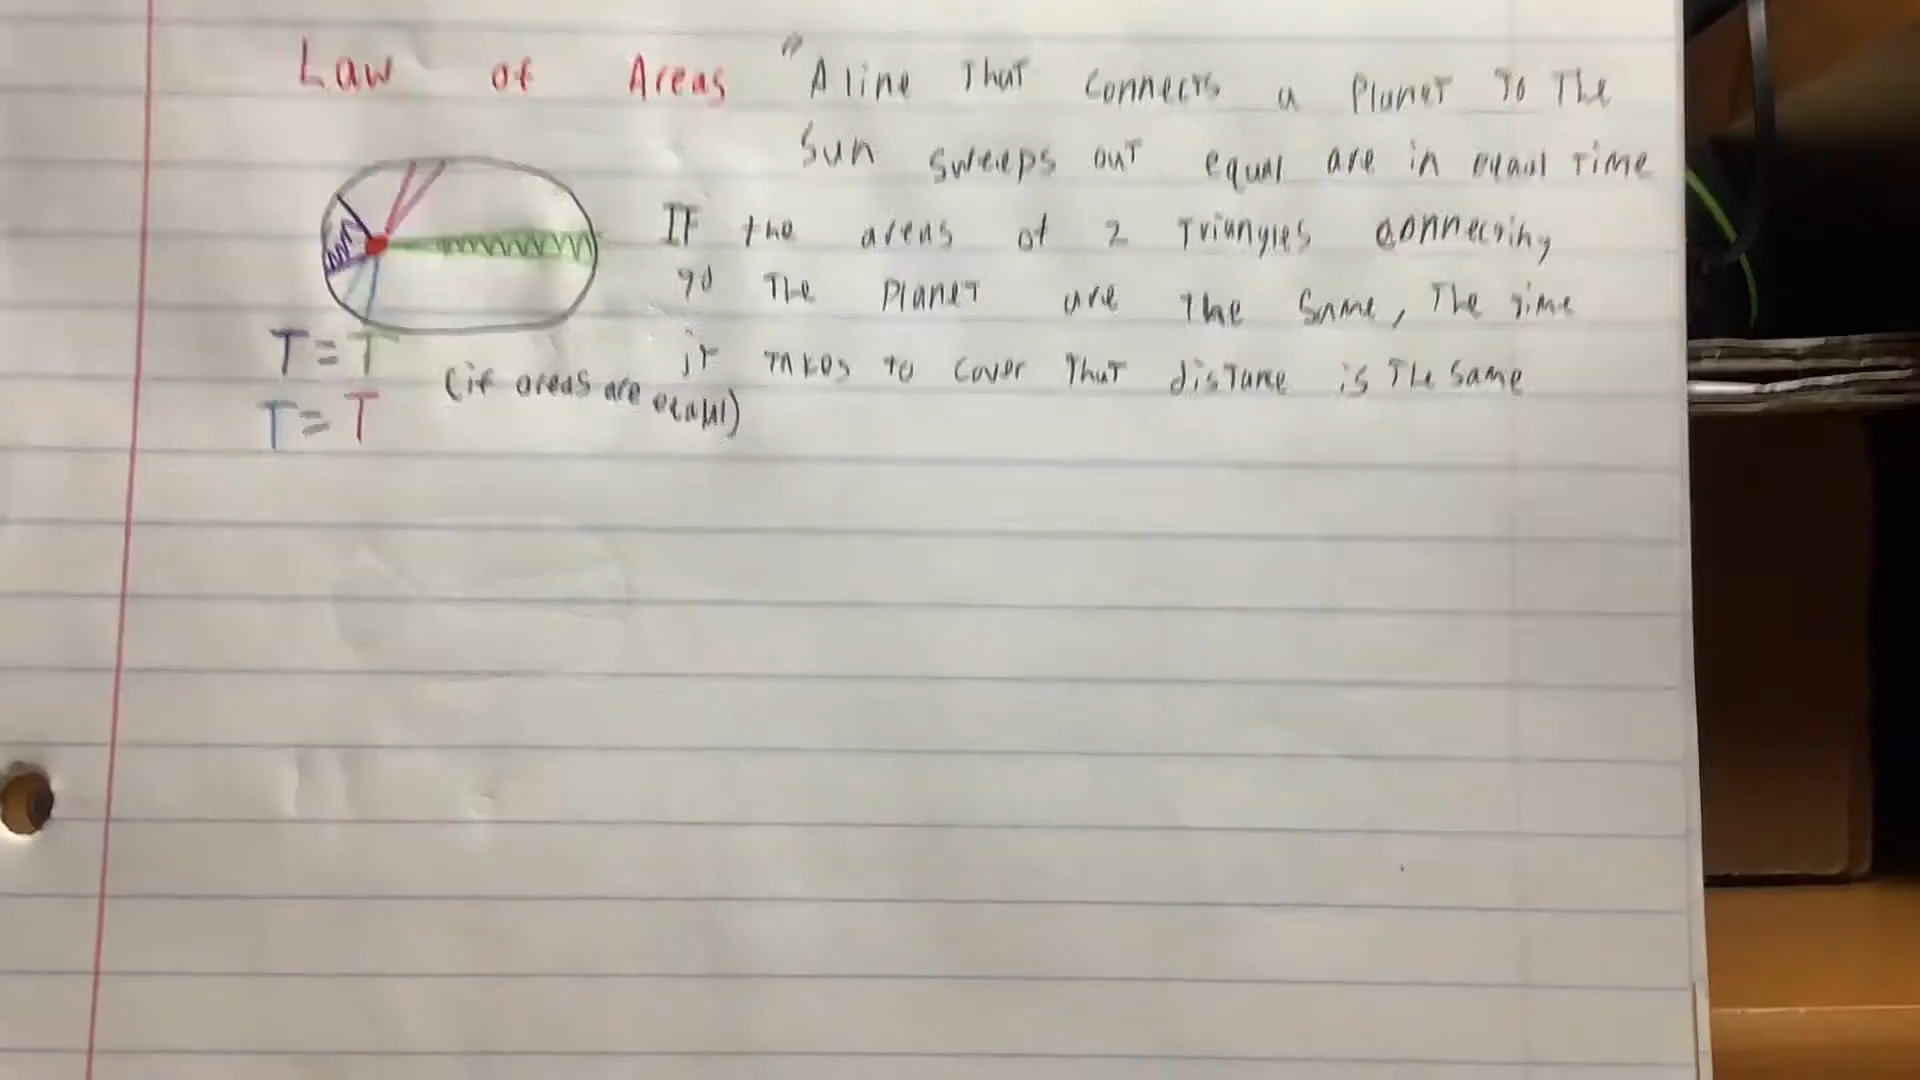 Law of Areas "A line That Connects a Planet To The
Sun sweeps out equal are in equal Time
IF the areas of 2 Triangles connecting
go The Planet are The Same, The Time
it Takes to cover That distane is The Same
T = T
(if areas are equal)
T = T